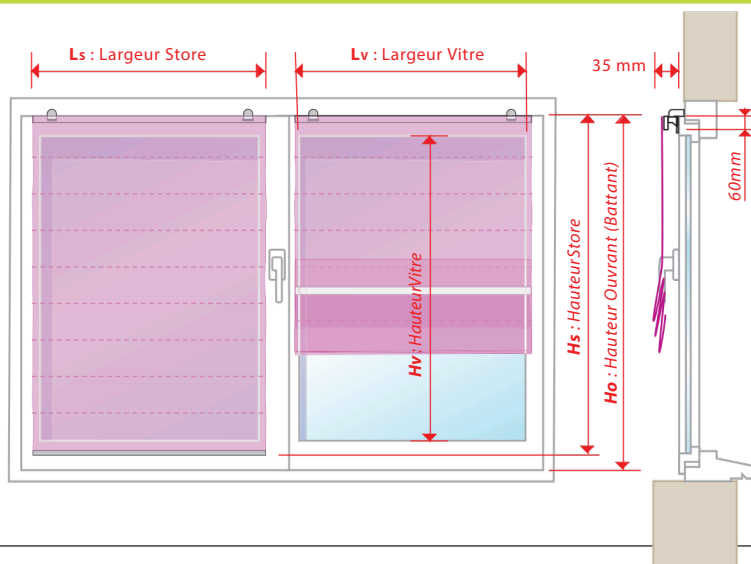 Ls : Largeur Store
Lv : Largeur Vitre
35 mm
60mm
Hv : HauteurVitre
Hs : HauteurStore
Ho : Hauteur Ouvrant (Battant)